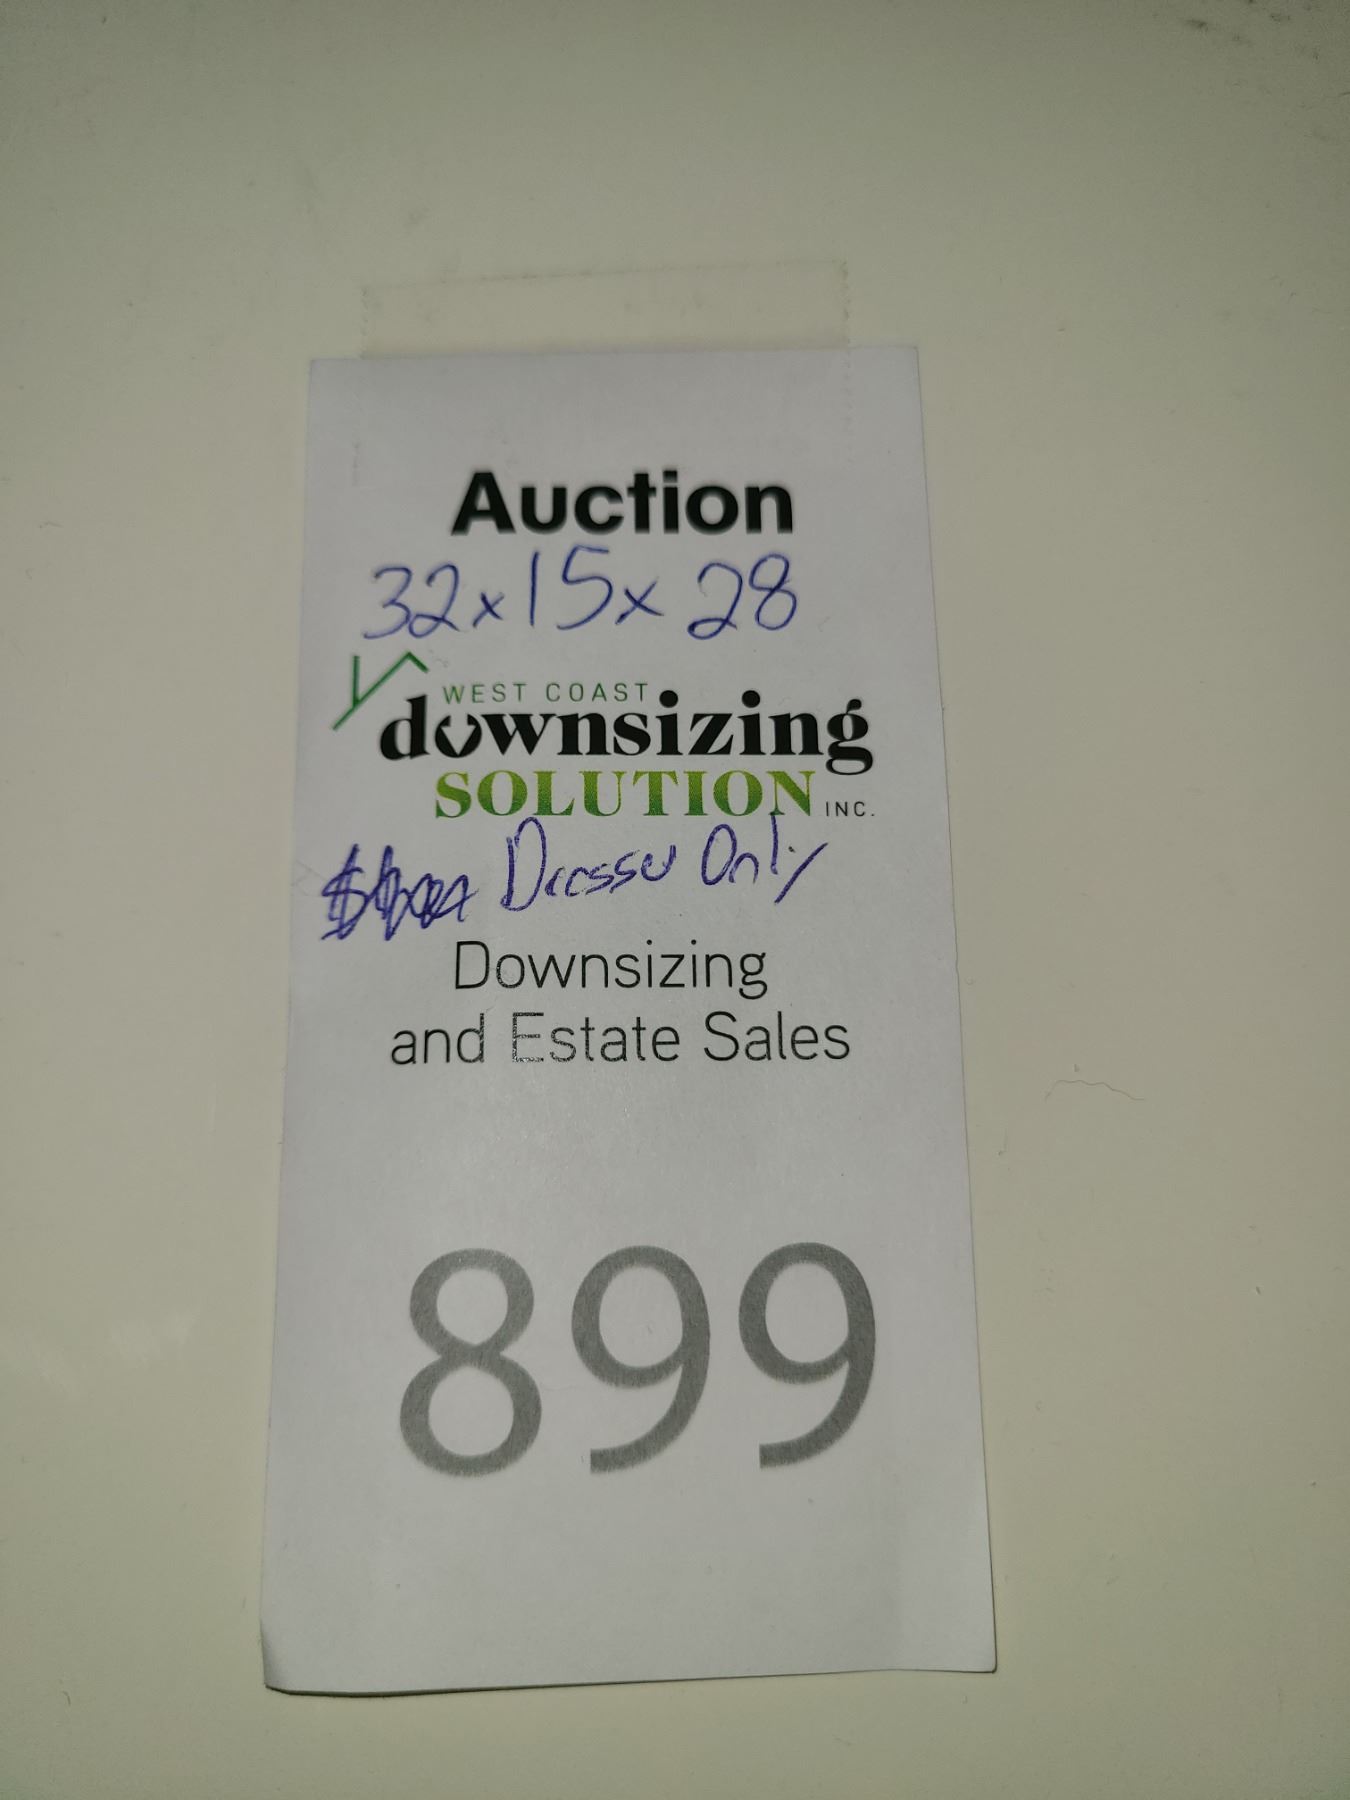 Auction
32x15x28
WEST COAST
downsizing
SOLUTION INC.
Dresser Only
Downsizing
and Estate Sales
899